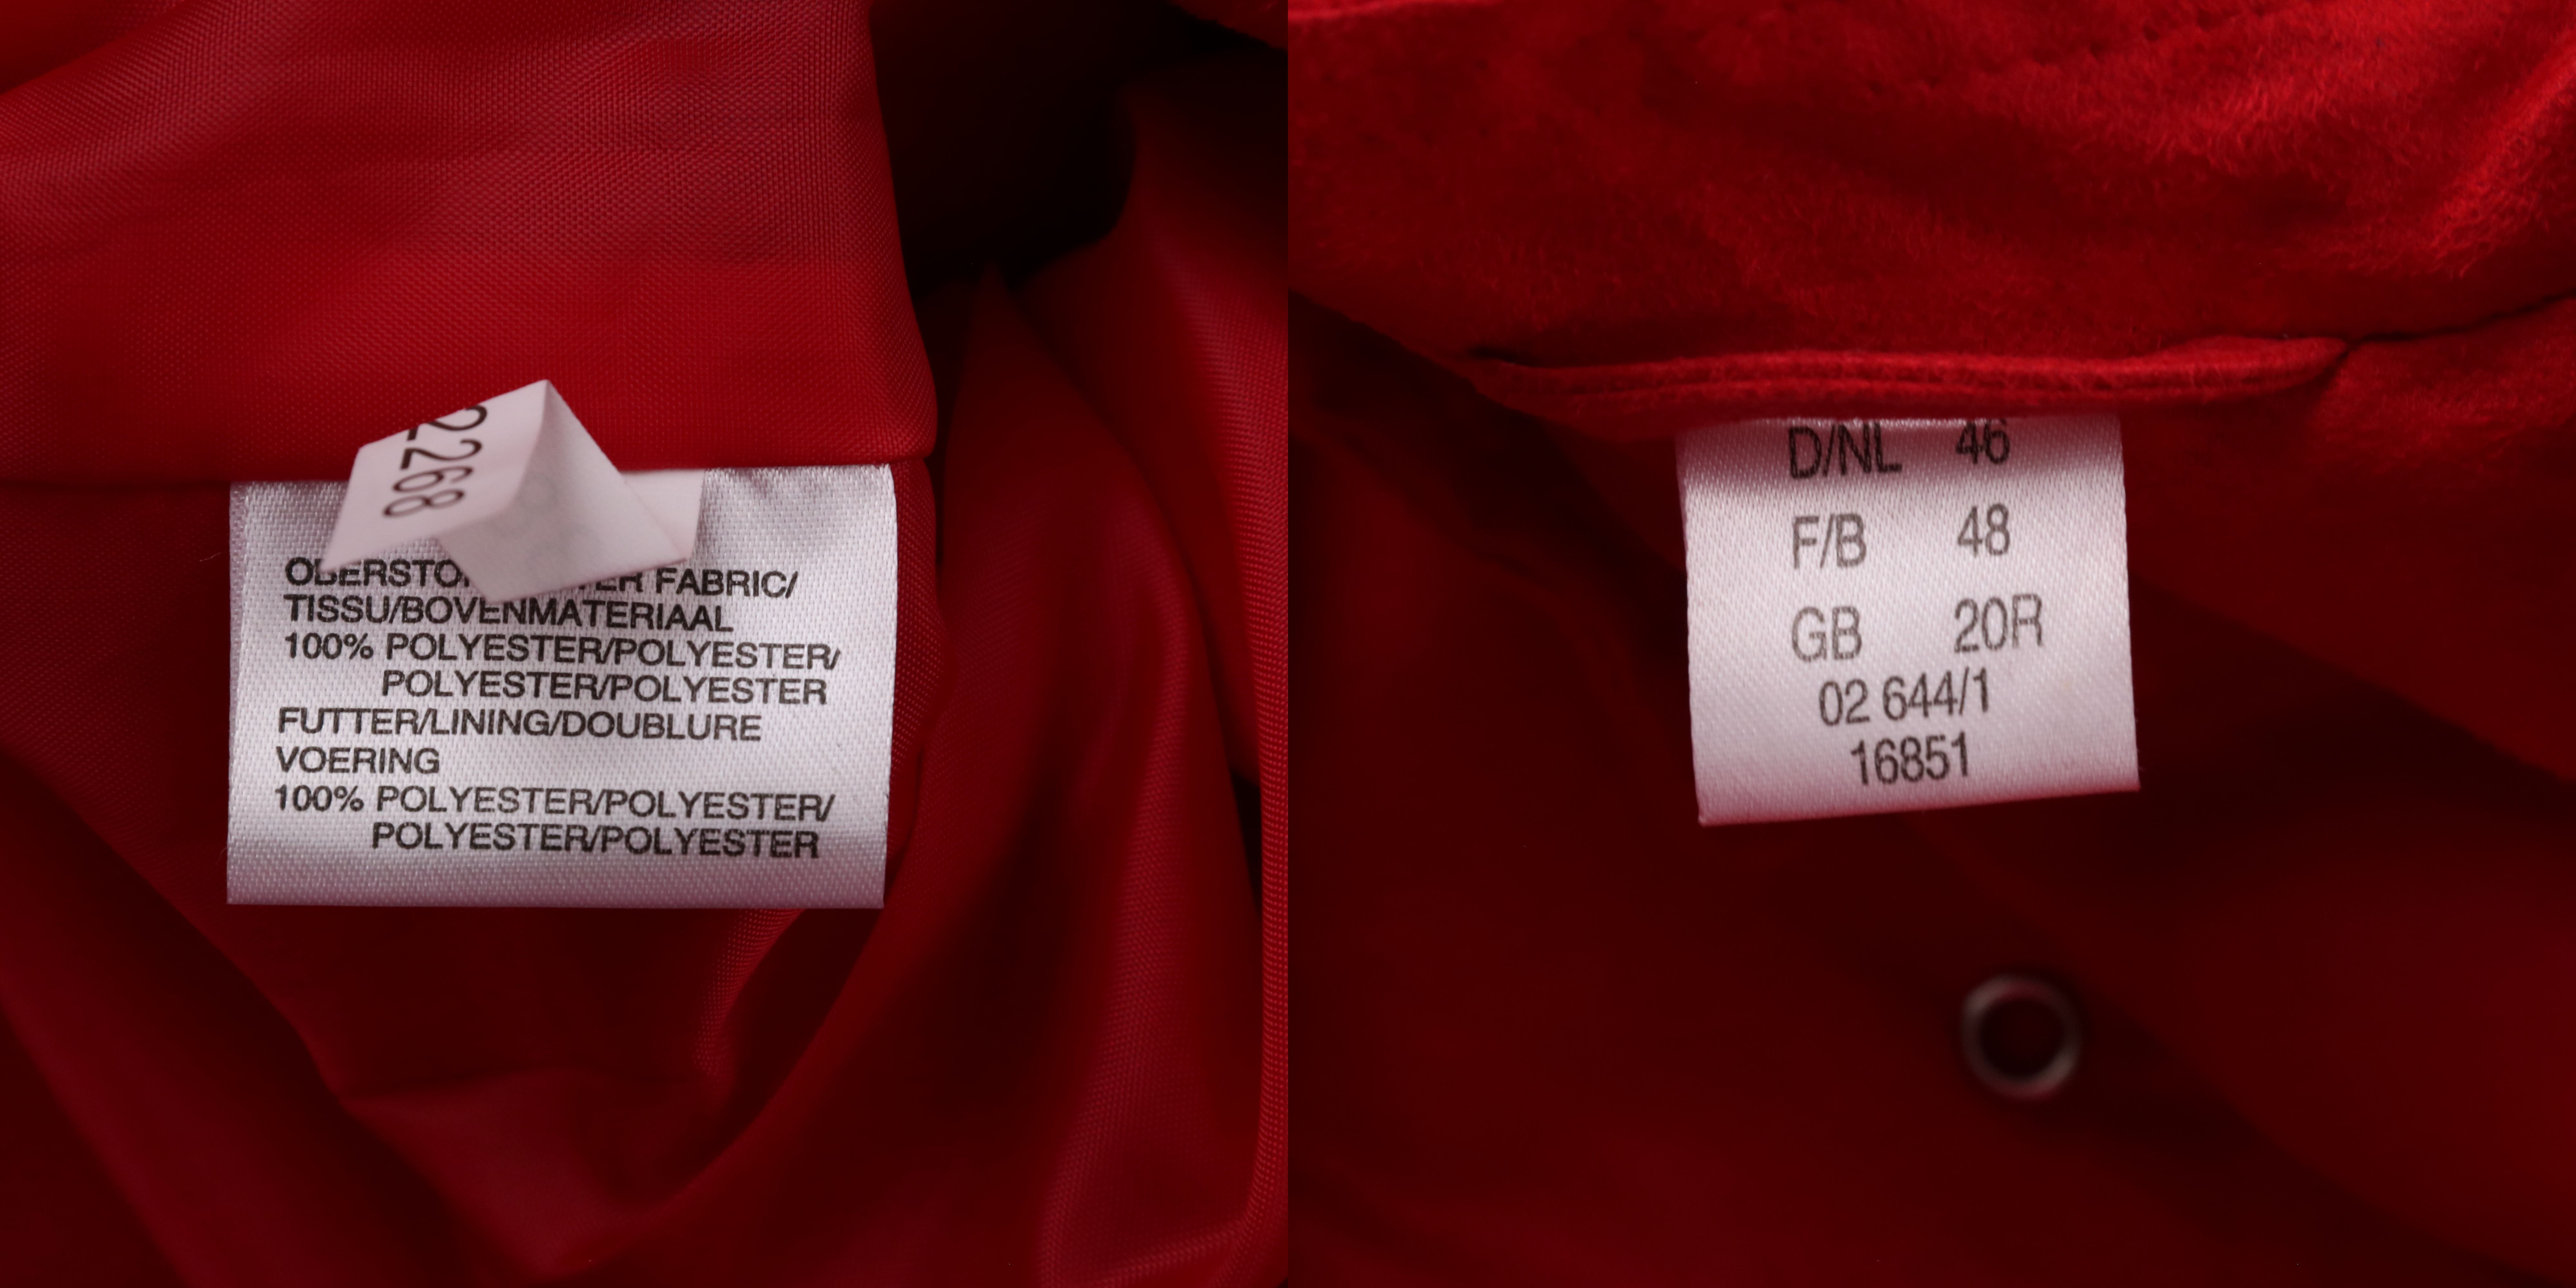 2268
FABRIC/
TISSU/BOVENMATERIAAL
100% POLYESTER/POLYESTER/
POLYESTER/POLYESTER
FUTTER/LINING/DOUBLURE
VOERING
100% POLYESTER/POLYESTER/
POLYESTER/POLYESTER
D/NL 46
F/B 48
GB 20R
02 644/1
16851